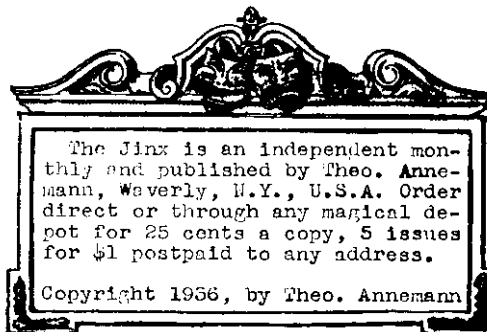 The Jinx is an independent mon-
thly and published by Theo. Anne-
mann, Waverly, N.Y., U.S.A. Order
direct or through any magical de-
pot for 25 cents a copy, 5 issues
for $1 postpaid to any address.
Copyright 1936, by Theo. Annemann